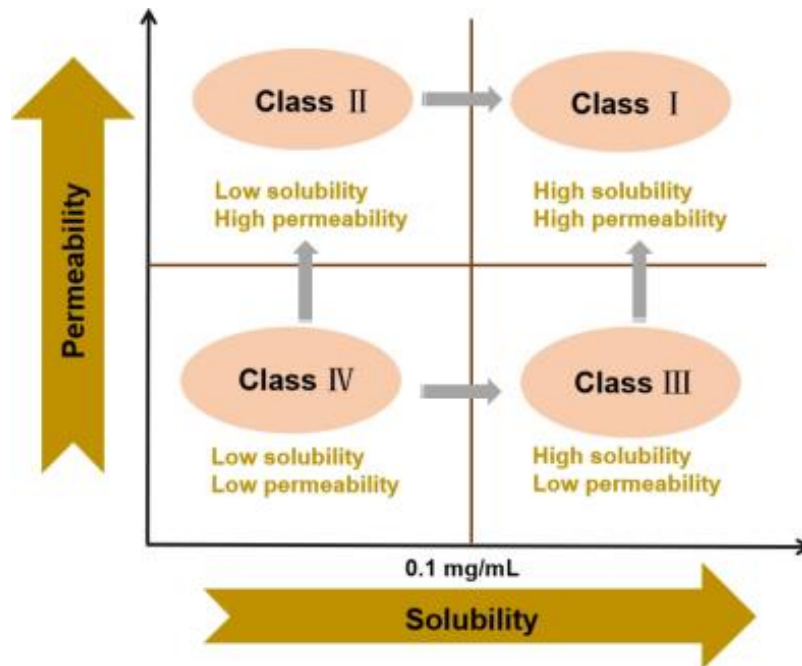 Permeability
Class Ⅱ
Class Ⅰ
Low solubility
High permeability
High solubility
High permeability
Class Ⅳ
Class Ⅲ
Low solubility
Low permeability
High solubility
Low permeability
0.1 mg/mL
Solubility